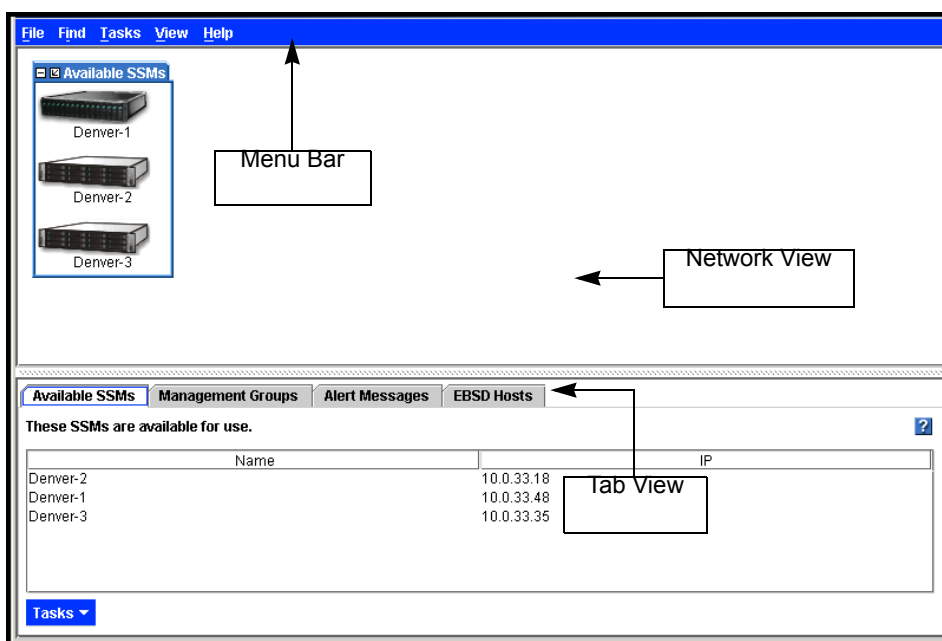 File Find Tasks View Help
Available SSMs
Denver-1
Denver-2
Denver-3
Menu Bar
Network View
Available SSMs Management Groups Alert Messages EBSD Hosts
These SSMs are available for use. ?
Name IP
Denver-2 10.0.33.18
Denver-1 10.0.33.48
Denver-3 10.0.33.35
Tab View
Tasks